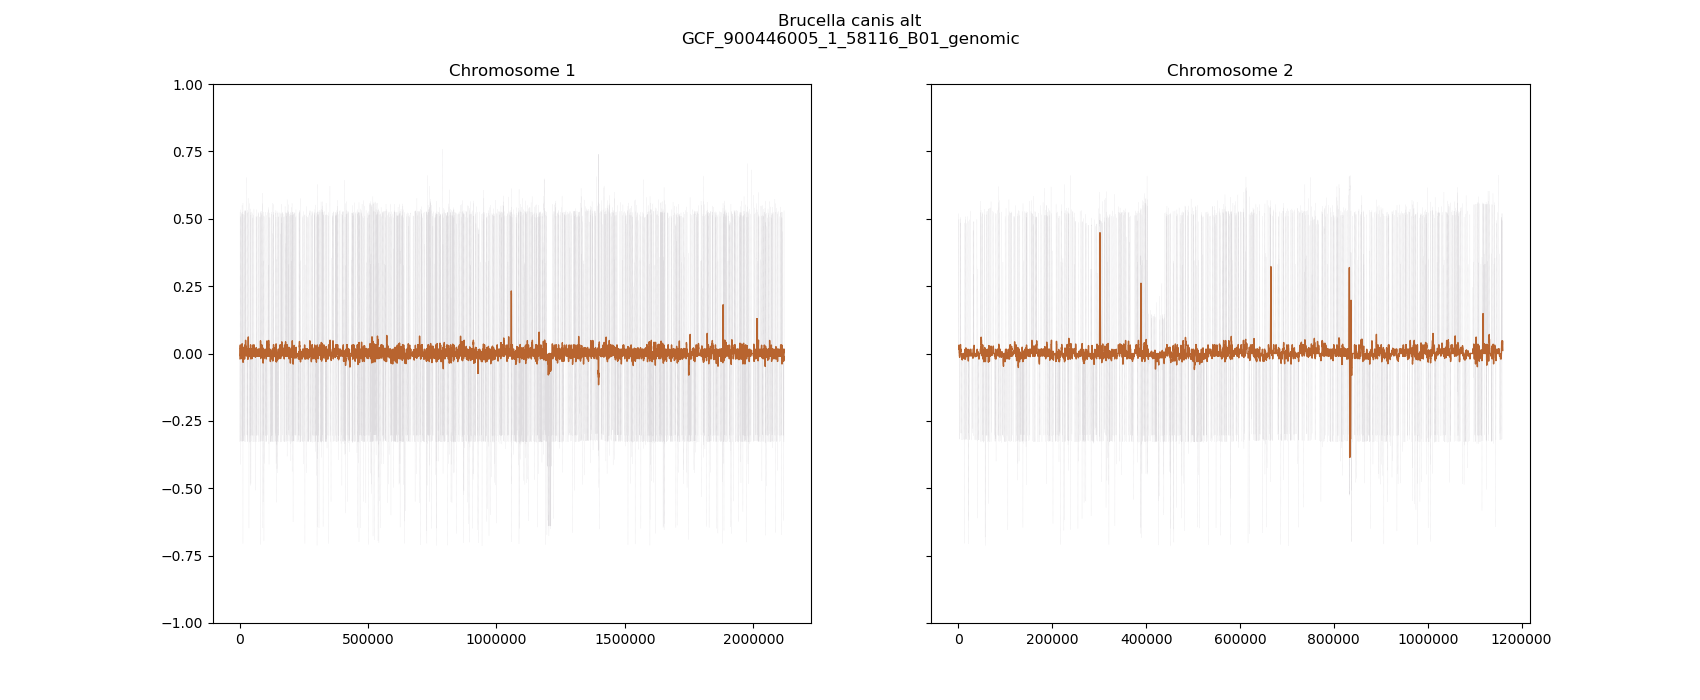 Brucella canis alt
GCF_900446005_1_58116_B01_genomic
Chromosome 1
Chromosome 2
1.00
0.75
0.50
0.25
0.00
−0.25
−0.50
−0.75
−1.00
0 500000 1000000 1500000 2000000
0 200000 400000 600000 800000 1000000 1200000